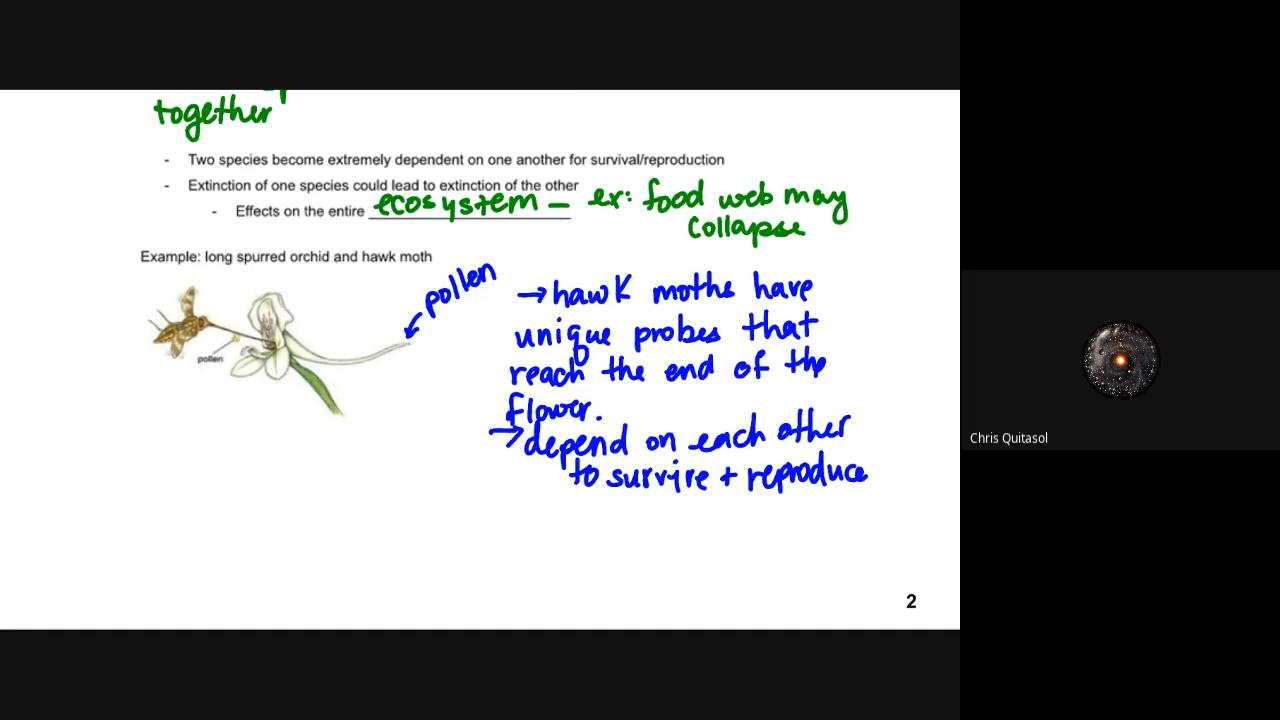 together
- Two species become extremely dependent on one another for survival/reproduction
- Extinction of one species could lead to extinction of the other
- Effects on the entire ecosystem – ex: food web may
collapse
Example: long spurred orchid and hawk moth
pollen
pollen
→ hawk moths have
unique probes that
reach the end of the
flower.
→ depend on each other
to survive + reproduce
2
Chris Quitasol